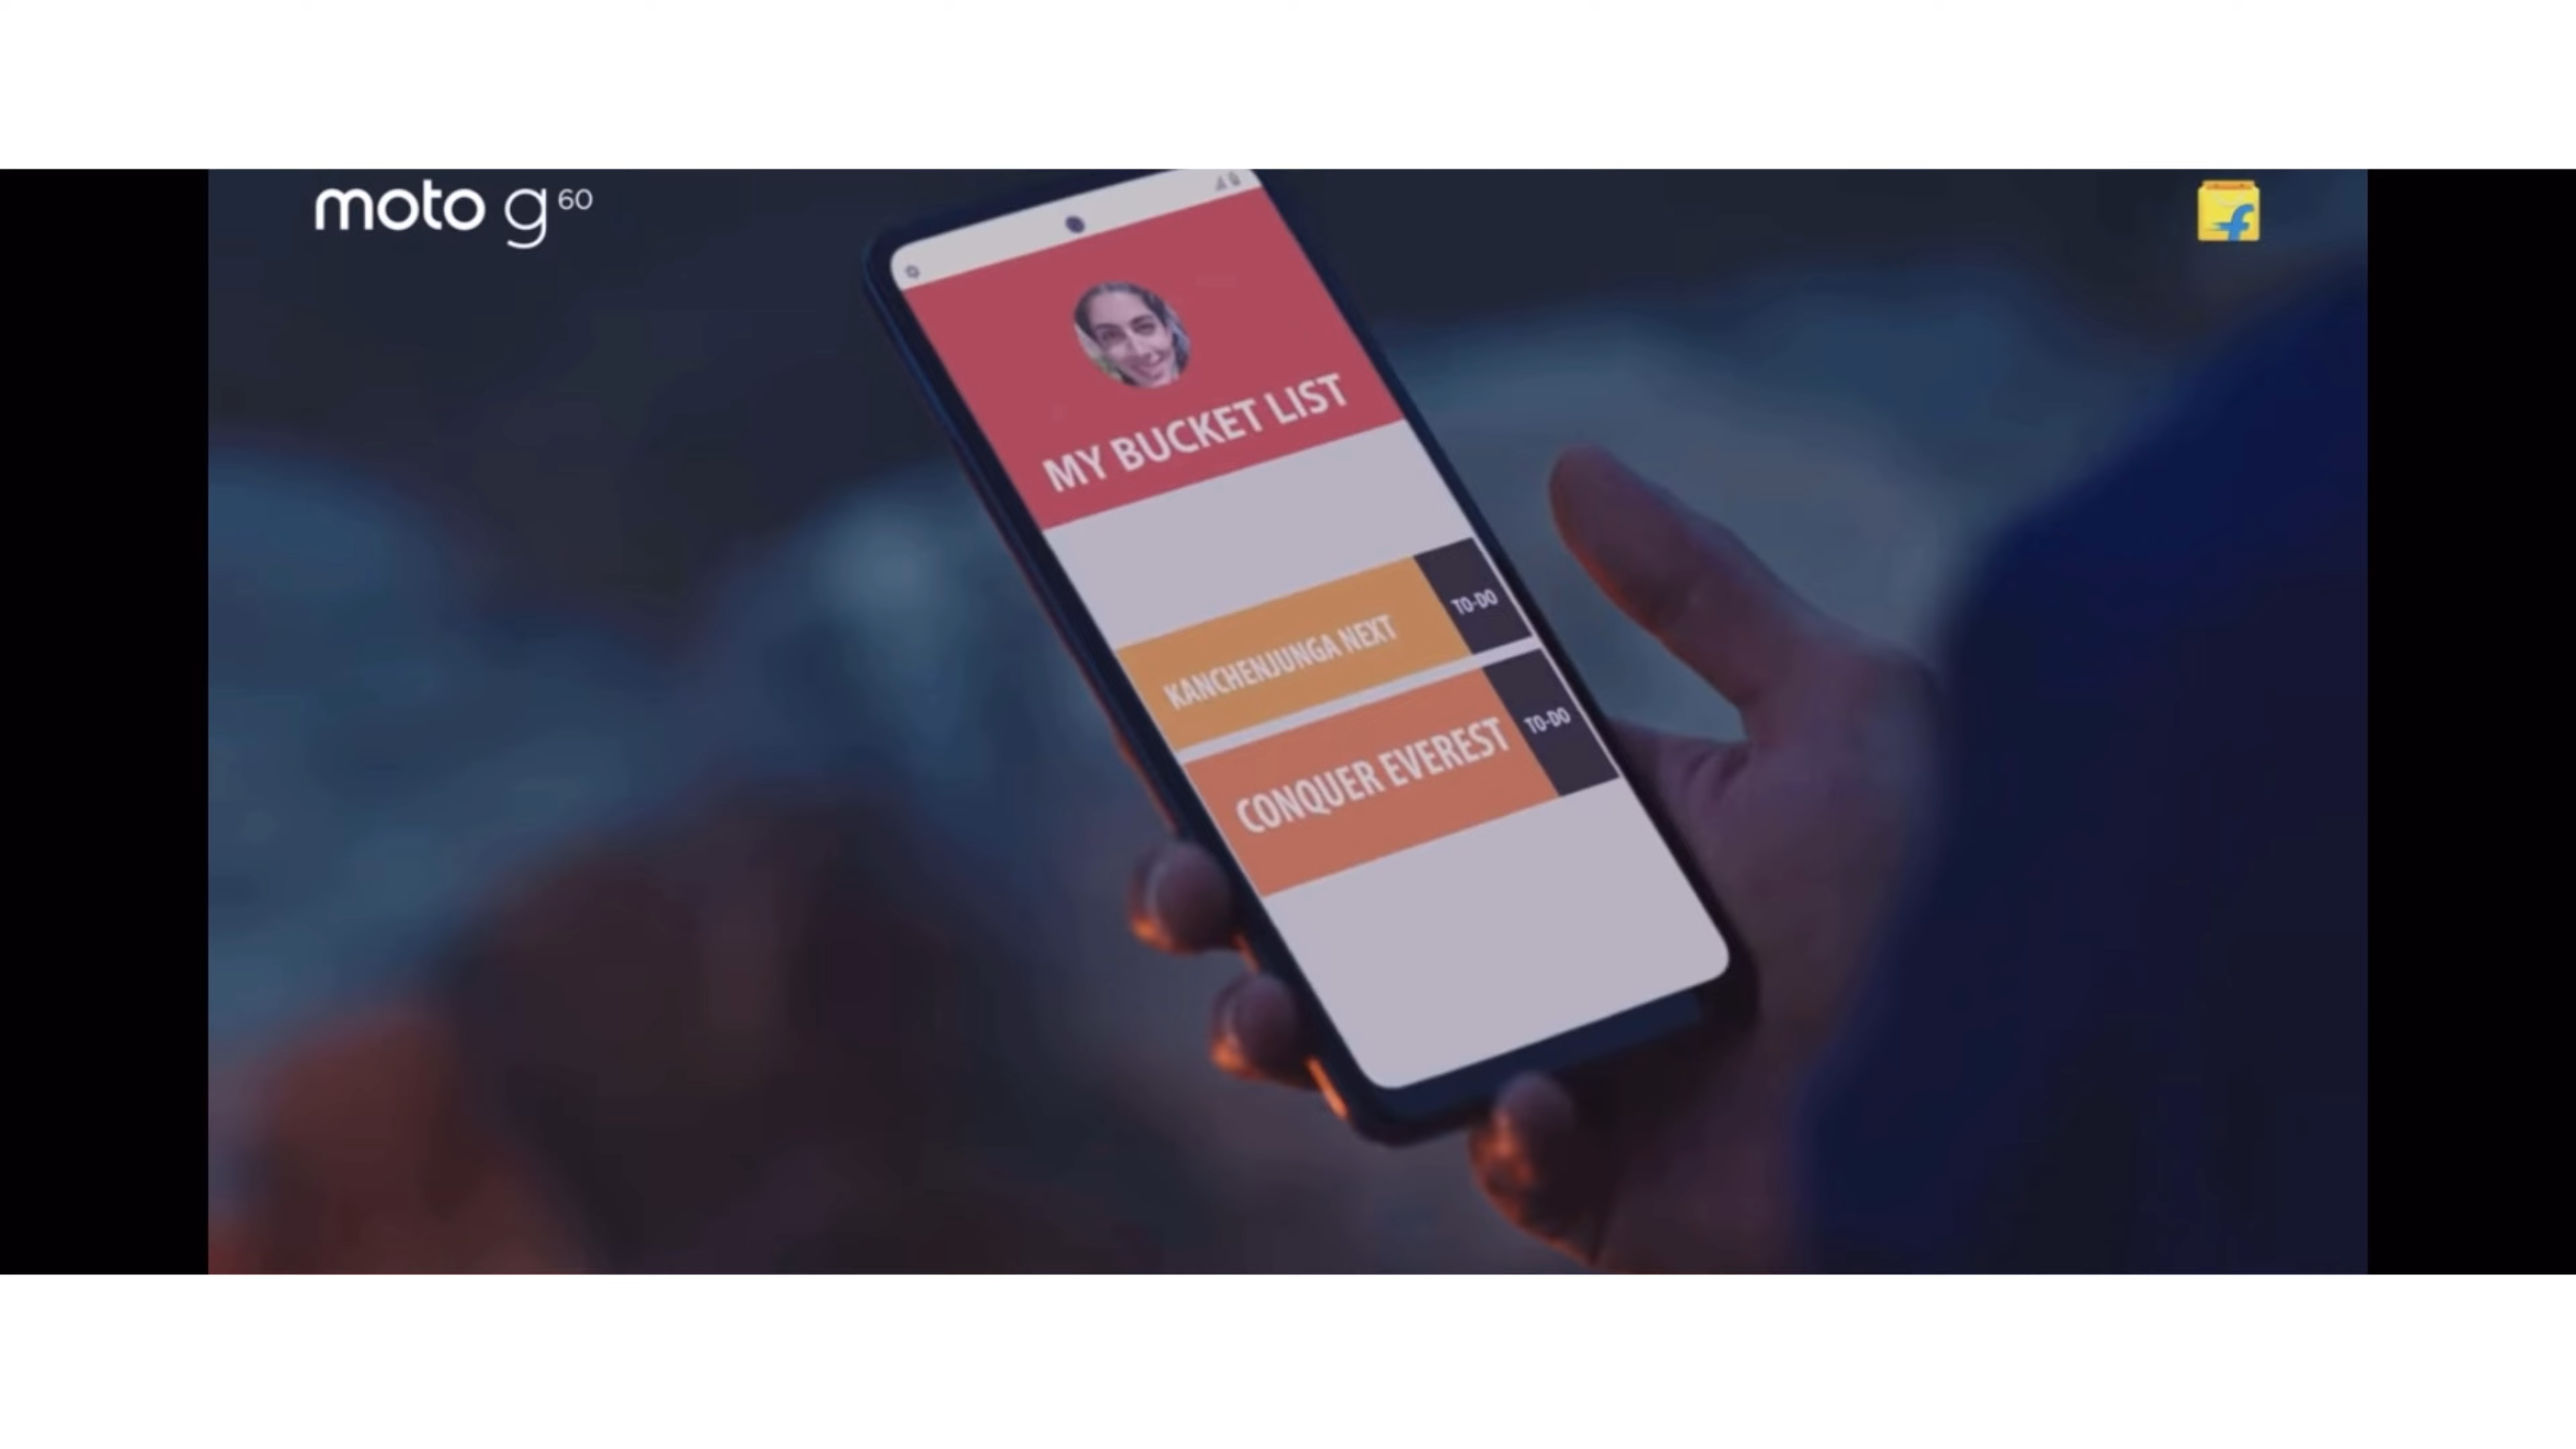 moto g60
MY BUCKET LIST
KANCHENJUNGA NEXT
TO-DO
CONQUER EVEREST
TO-DO